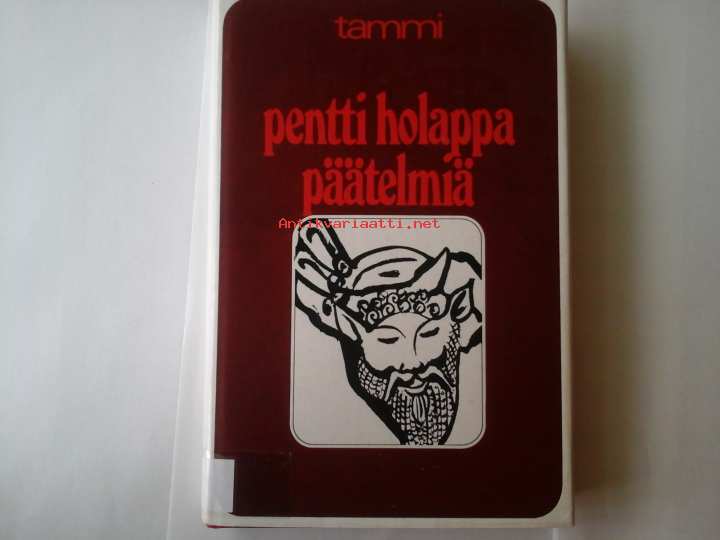 tammi
pentti holappa
päätelmiä
Antikvariaatti.net